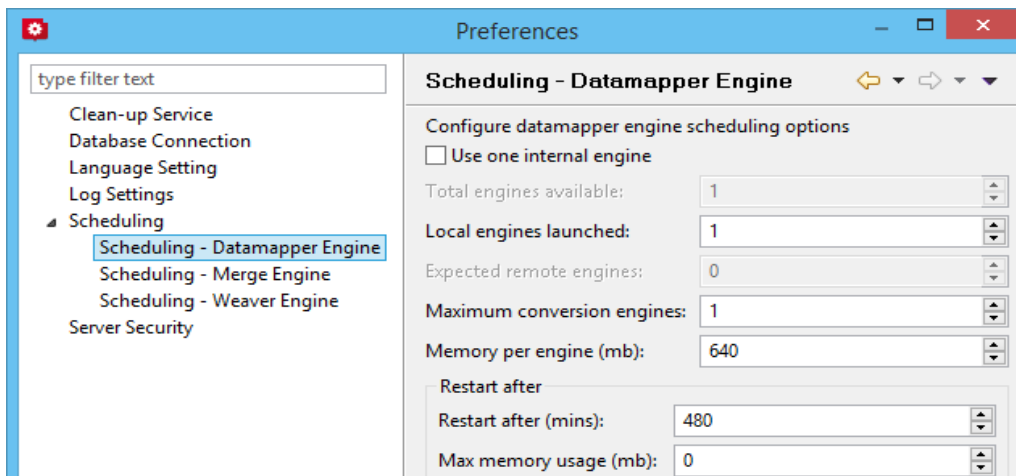 Preferences
type filter text
Clean-up Service
Database Connection
Language Setting
Log Settings
Scheduling
Scheduling - Datamapper Engine
Scheduling - Merge Engine
Scheduling - Weaver Engine
Server Security
Scheduling - Datamapper Engine
Configure datamapper engine scheduling options
Use one internal engine
Total engines available: 1
Local engines launched: 1
Expected remote engines: 0
Maximum conversion engines: 1
Memory per engine (mb): 640
Restart after
Restart after (mins): 480
Max memory usage (mb): 0